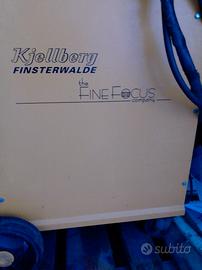 Kjellberg
FINSTERWALDE
the
FINE FOCUS
company
subito